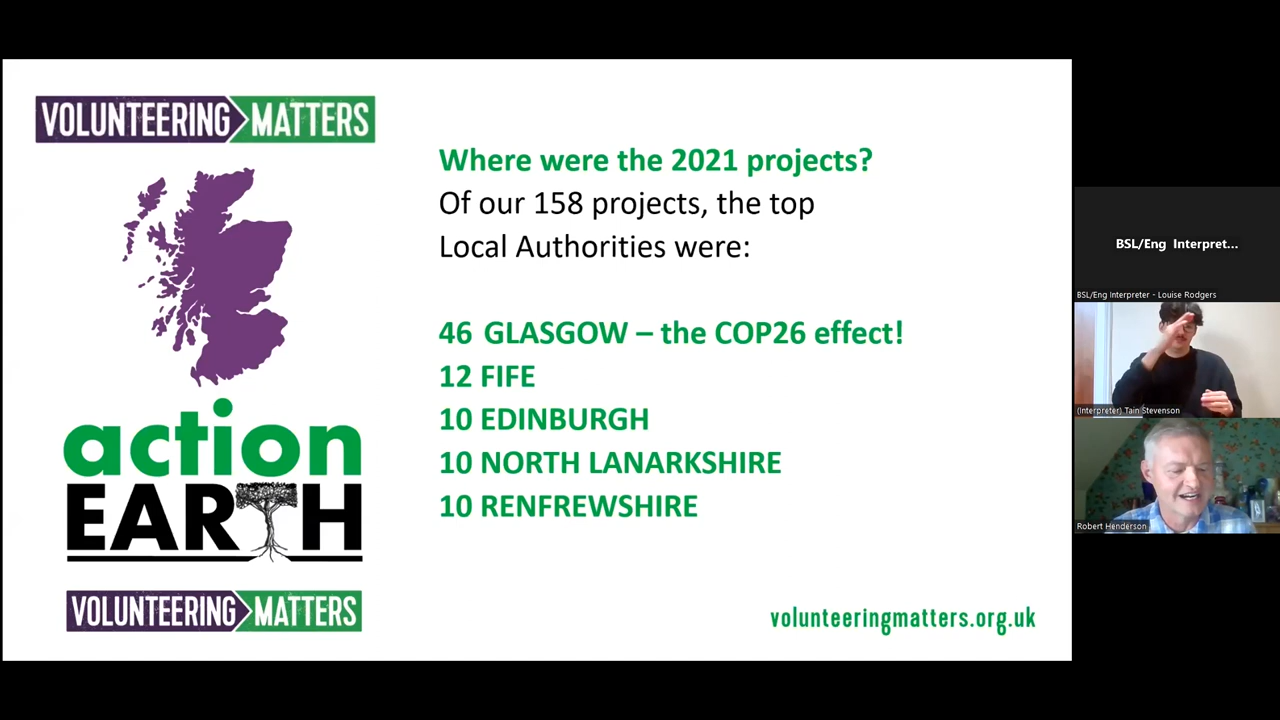 VOLUNTEERING MATTERS
Where were the 2021 projects?
Of our 158 projects, the top
Local Authorities were:
46 GLASGOW – the COP26 effect!
12 FIFE
10 EDINBURGH
10 NORTH LANARKSHIRE
10 RENFREWSHIRE
action
EARTH
VOLUNTEERING MATTERS
volunteeringmatters.org.uk
BSL/Eng Interpret...
BSL/Eng Interpreter - Louise Rodgers
(Interpreter) Tain Stevenson
Robert Henderson